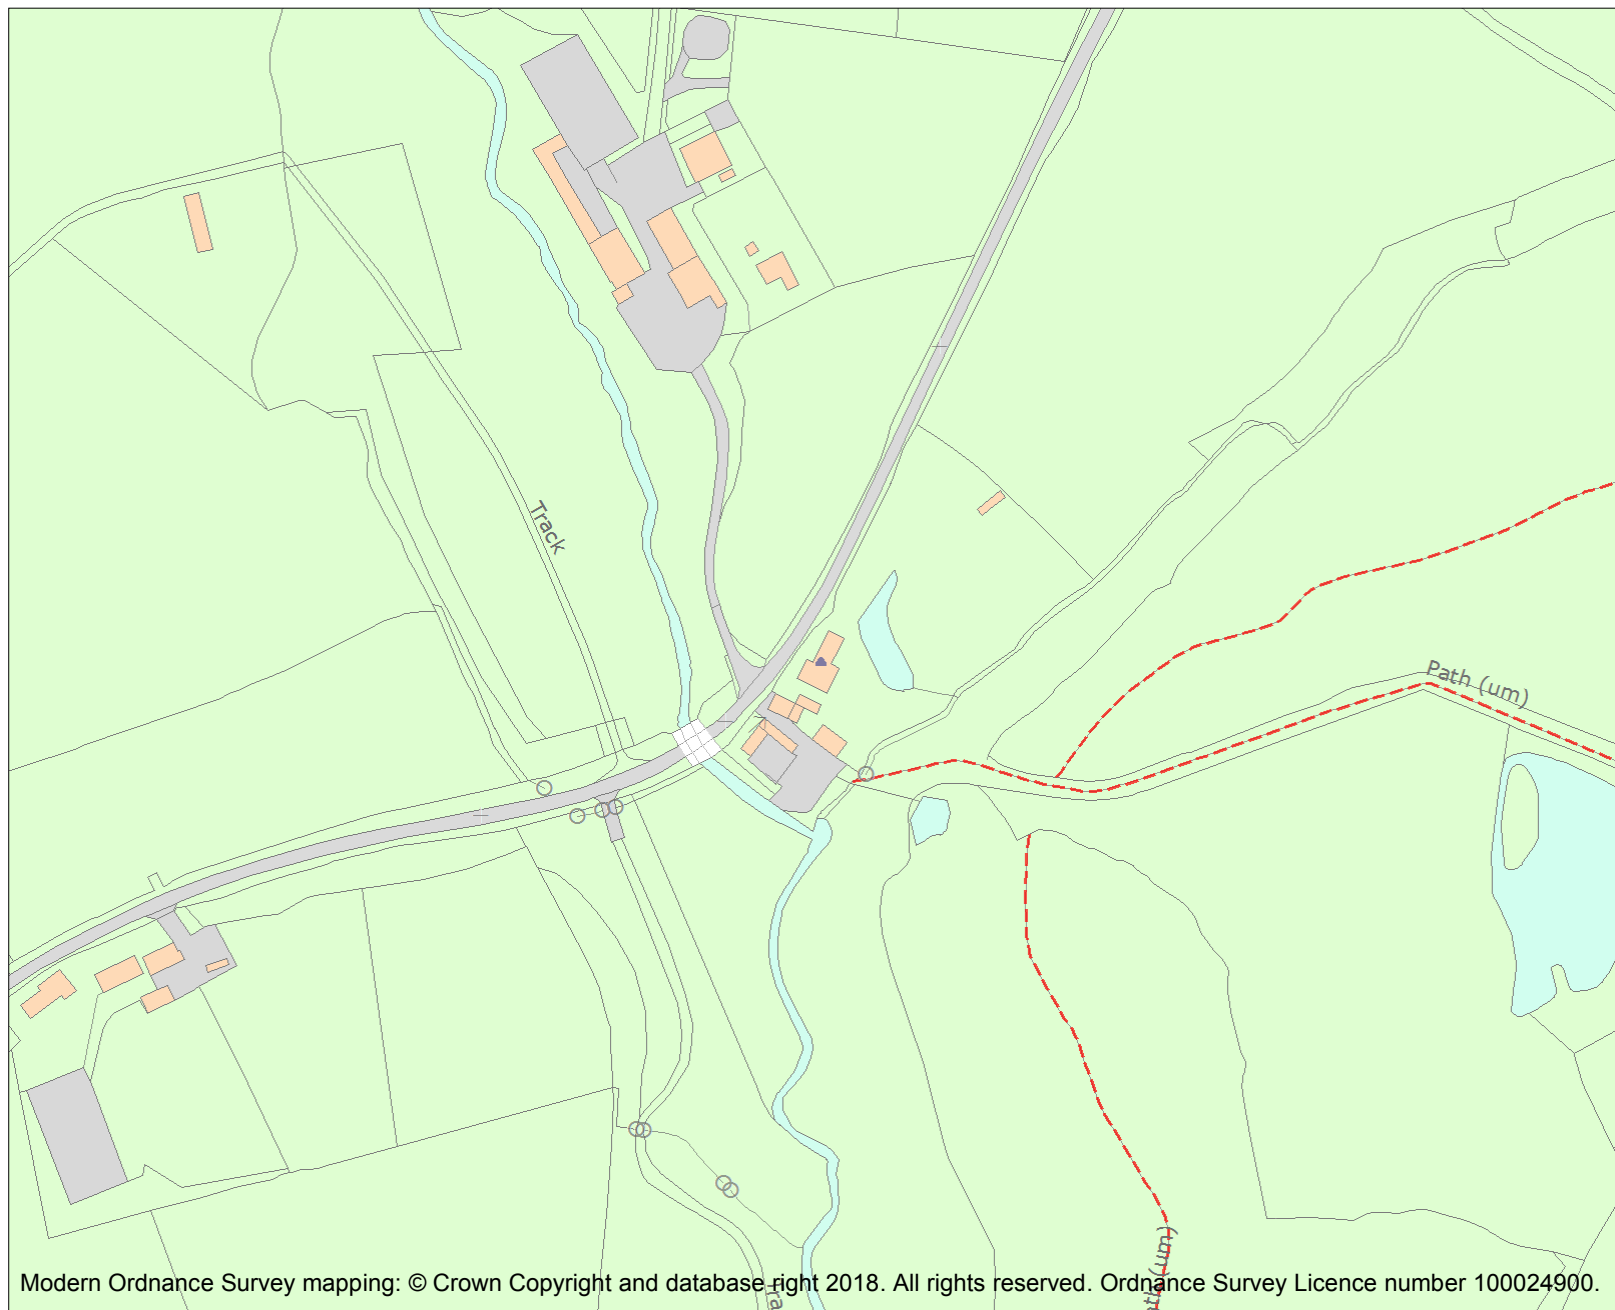 Track
Path (um)
Modern Ordnance Survey mapping: © Crown Copyright and database right 2018. All rights reserved. Ordnance Survey Licence number 100024900.